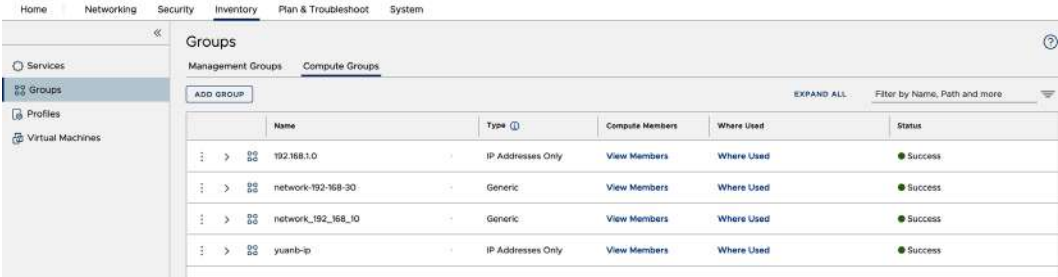 Home Networking Security Inventory Plan & Troubleshoot System
«
Groups
Services
Management Groups Compute Groups
Groups
ADD GROUP EXPAND ALL Filter by Name, Path and more
Profiles
Virtual Machines
Name Type Compute Members Where Used Status
192.168.1.0 IP Addresses Only View Members Where Used Success
network-192-168-30 Generic View Members Where Used Success
network_192_168_10 Generic View Members Where Used Success
yuanb-ip IP Addresses Only View Members Where Used Success